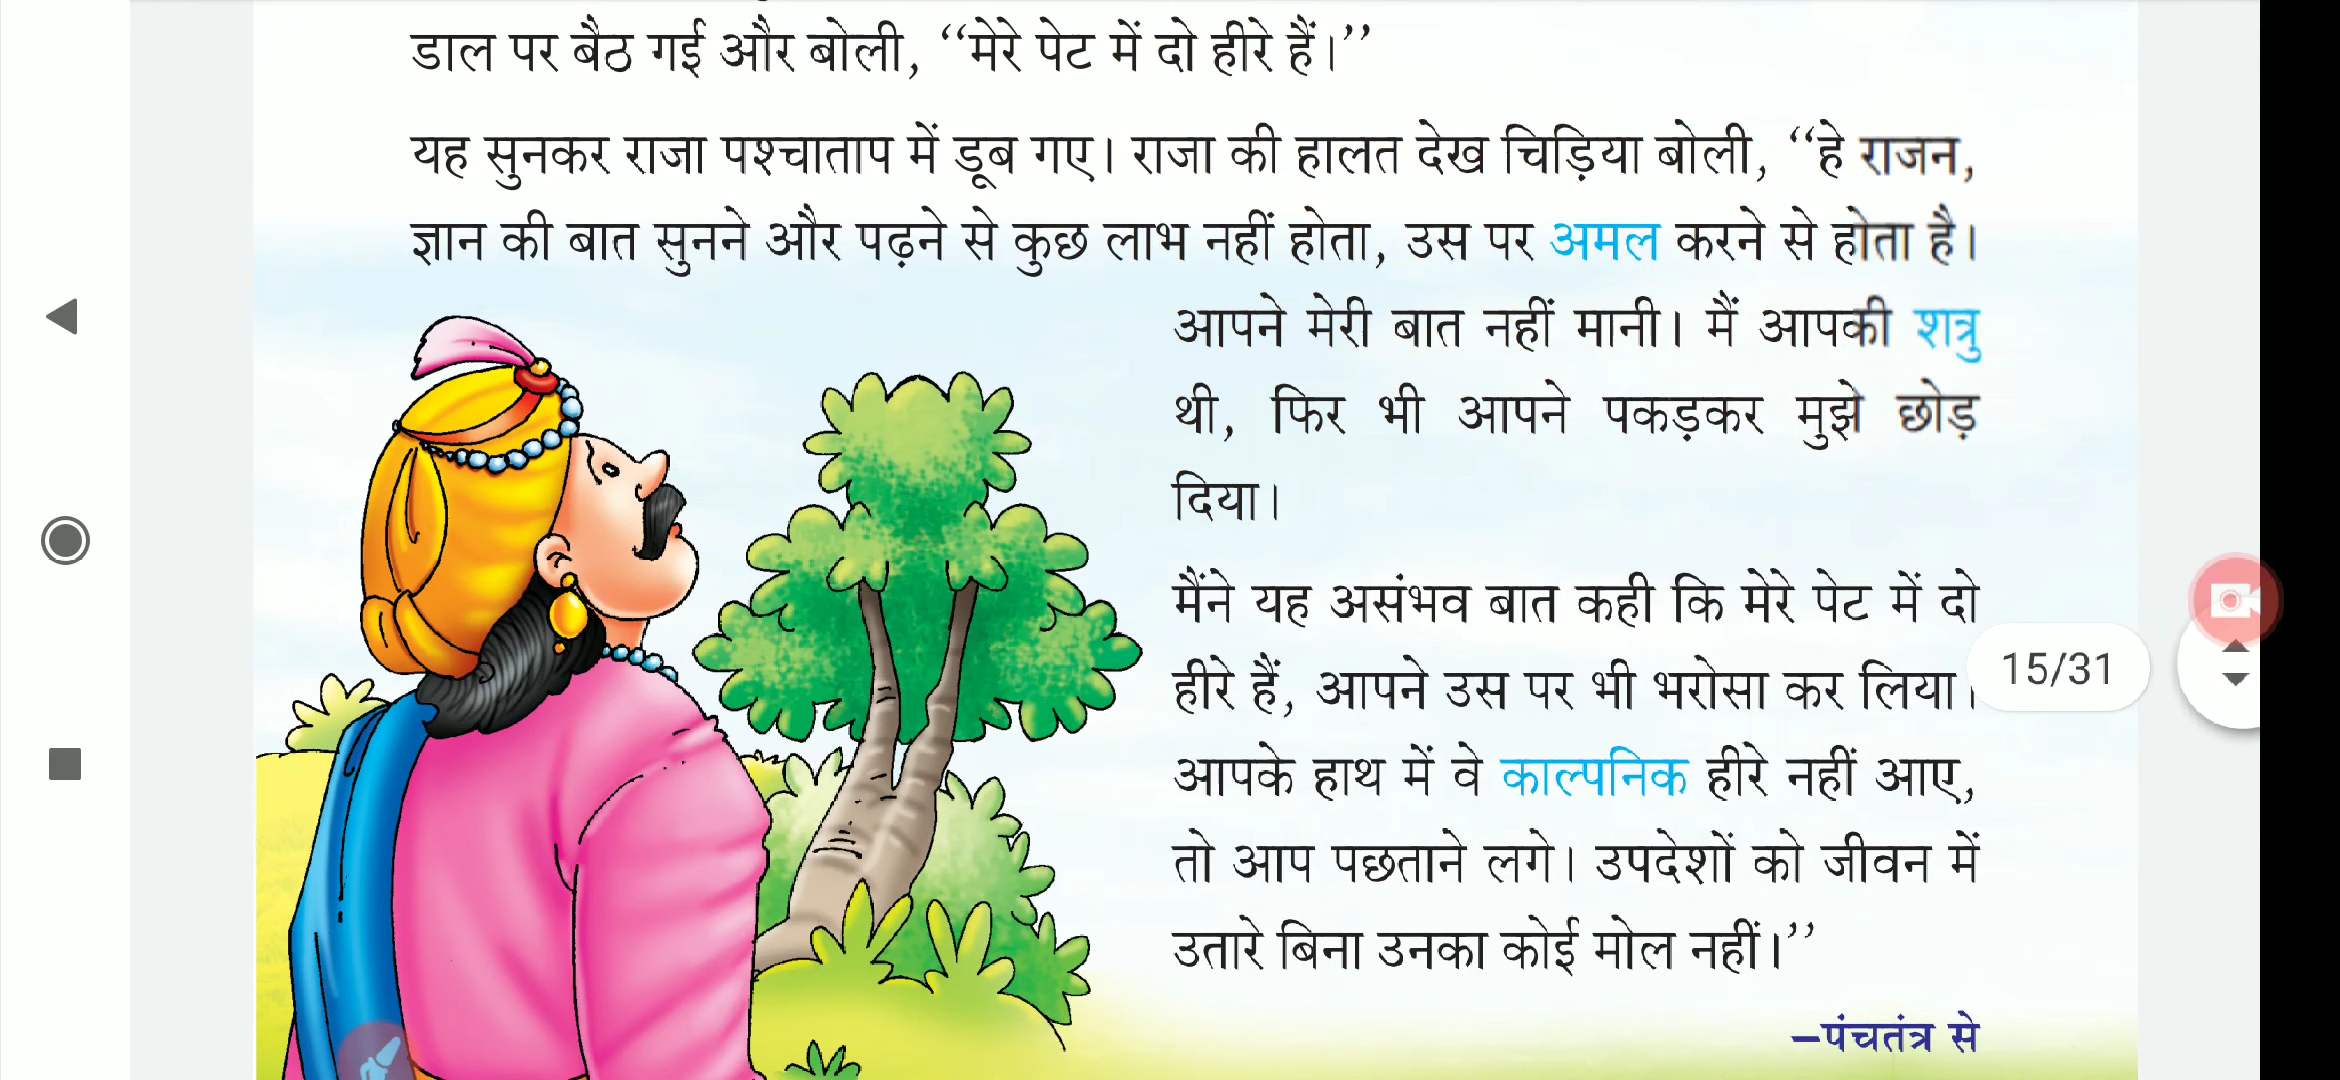 डाल पर बैठ गई और बोली, ‘‘मेरे पेट में दो हीरे हैं।’’
यह सुनकर राजा पश्चाताप में डूब गए। राजा की हालत देख चिड़िया बोली, ‘‘हे राजन,
ज्ञान की बात सुनने और पढ़ने से कुछ लाभ नहीं होता, उस पर अमल करने से होता है।
आपने मेरी बात नहीं मानी। मैं आपकी शत्रु
थी, फिर भी आपने पकड़कर मुझे छोड़
दिया।
मैंने यह असंभव बात कही कि मेरे पेट में दो
हीरे हैं, आपने उस पर भी भरोसा कर लिया।
15/31
आपके हाथ में वे काल्पनिक हीरे नहीं आए,
तो आप पछताने लगे। उपदेशों को जीवन में
उतारे बिना उनका कोई मोल नहीं।’’
–पंचतंत्र से